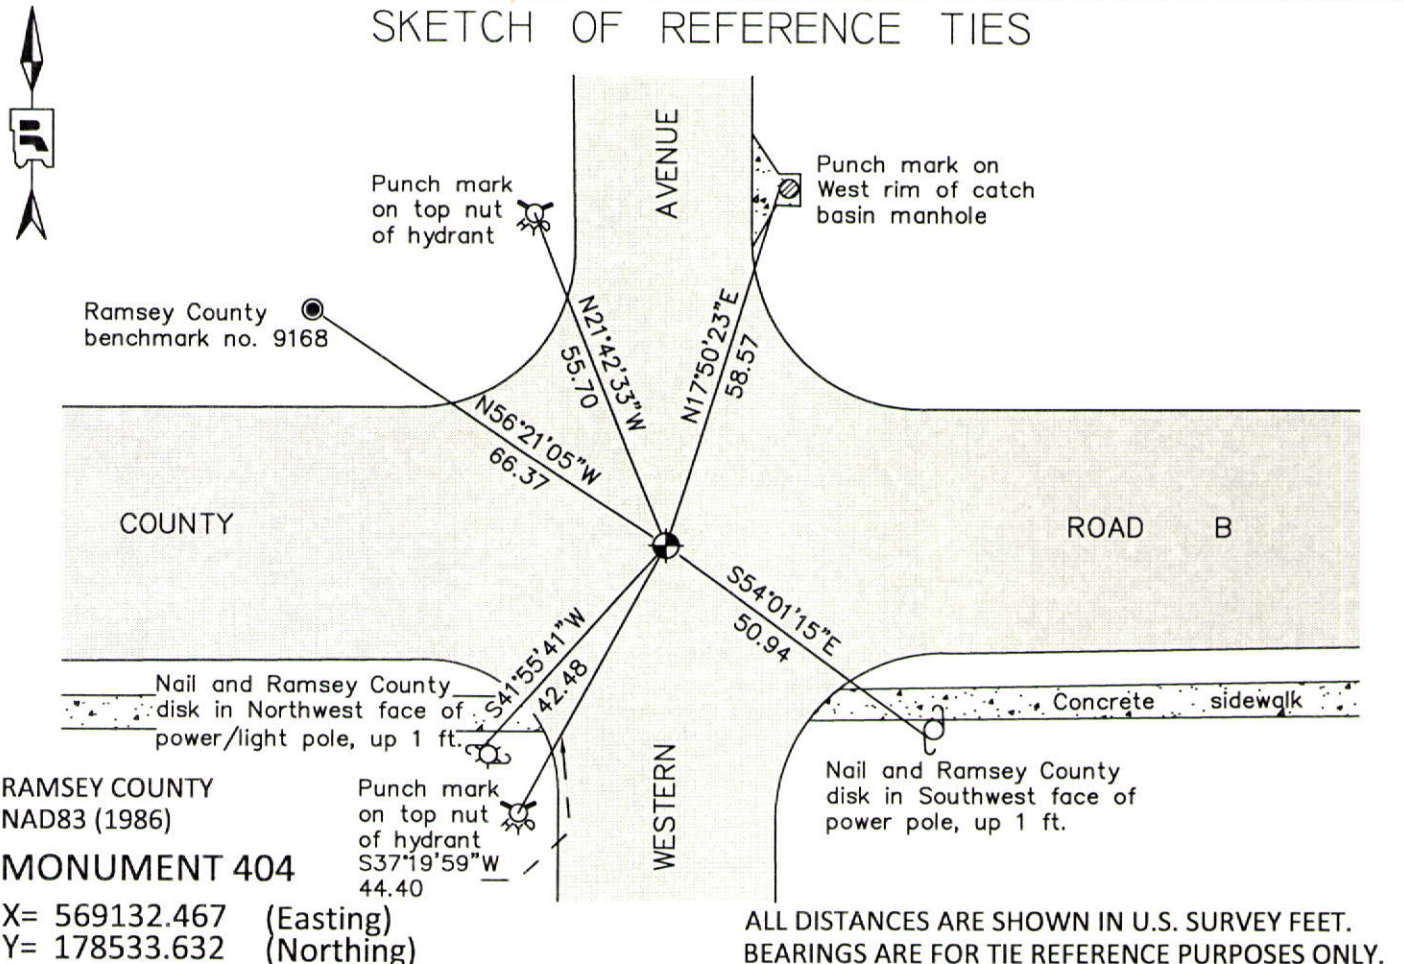 SKETCH OF REFERENCE TIES
AVENUE
Punch mark on
West rim of catch
basin manhole
Punch mark
on top nut
of hydrant
Ramsey County
benchmark no. 9168
N21°42'33"W
55.70
N17°50'23"E
58.57
N56°21'05"W
66.37
COUNTY
ROAD B
S54°01'15"E
50.94
S41°55'41"W
42.48
Nail and Ramsey County
disk in Northwest face of
power/light pole, up 1 ft.
Concrete sidewalk
WESTERN
Nail and Ramsey County
disk in Southwest face of
power pole, up 1 ft.
Punch mark
on top nut
of hydrant
S37°19'59"W
44.40
RAMSEY COUNTY
NAD83 (1986)
MONUMENT 404
X= 569132.467 (Easting)
Y= 178533.632 (Northing)
ALL DISTANCES ARE SHOWN IN U.S. SURVEY FEET.
BEARINGS ARE FOR TIE REFERENCE PURPOSES ONLY.